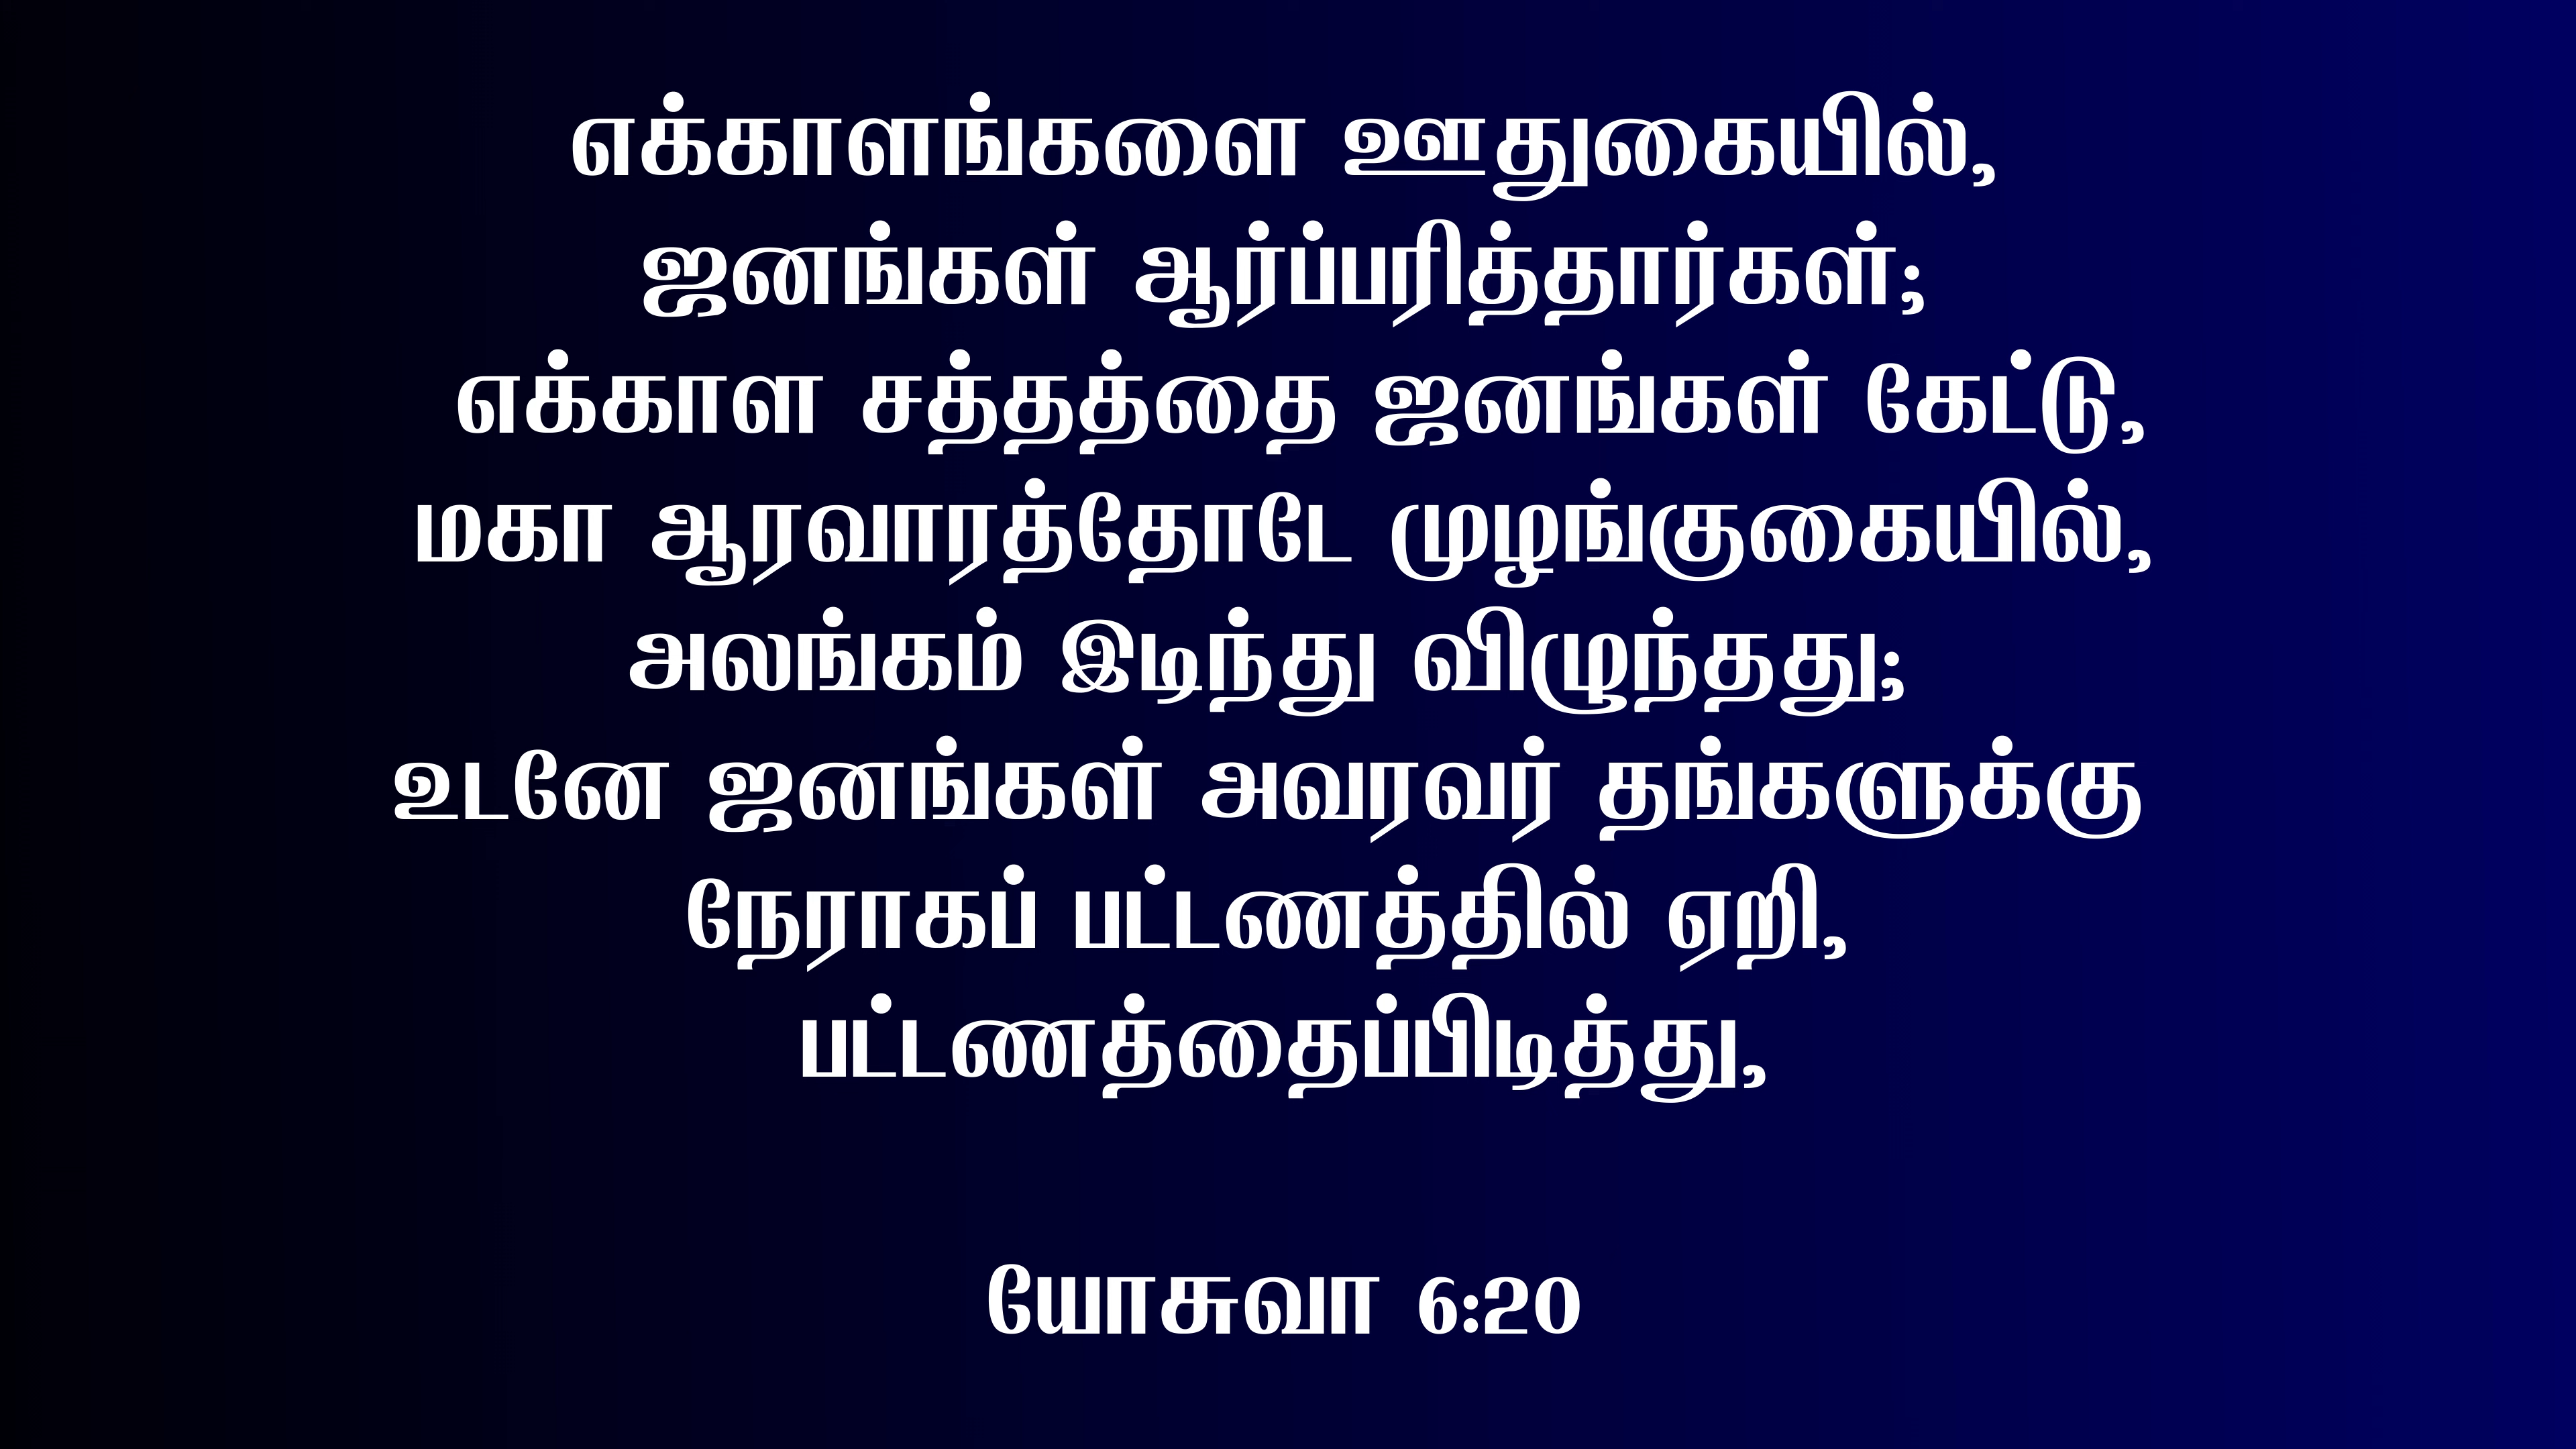 எக்காளங்களை ஊதுகையில்,
ஜனங்கள் ஆர்ப்பரித்தார்கள்;
எக்காள சத்தத்தை ஜனங்கள் கேட்டு,
மகா ஆரவாரத்தோடே முழங்குகையில்,
அலங்கம் இடிந்து விழுந்தது;
உடனே ஜனங்கள் அவரவர் தங்களுக்கு
நேராகப் பட்டணத்தில் ஏறி,
பட்டணத்தைப்பிடித்து,
யோசுவா 6:20